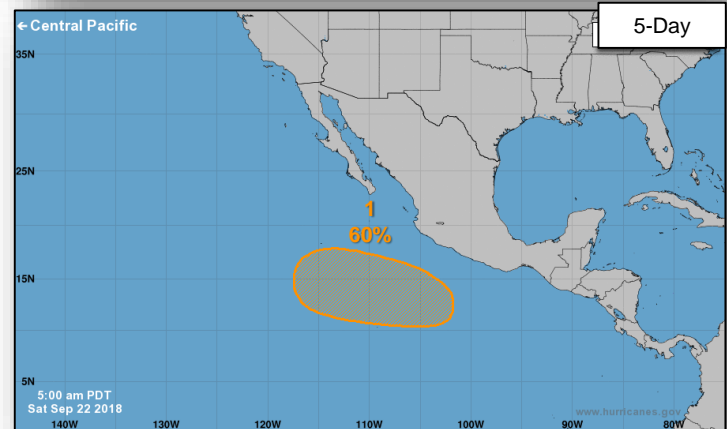 ← Central Pacific
5-Day
35N
25N
1
60%
15N
5N
5:00 am PDT
Sat Sep 22 2018
www.hurricanes.gov
140W 130W 120W 110W 100W 90W 80W